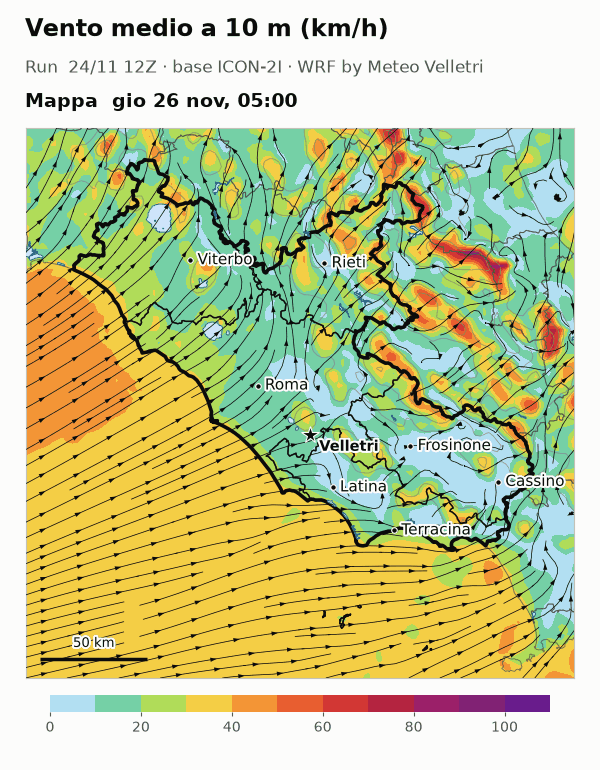 Vento medio a 10 m (km/h)
Run  24/11 12Z · base ICON-2I · WRF by Meteo Velletri
Mappa  gio 26 nov, 05:00
Viterbo
Rieti
Roma
Velletri
Frosinone
Latina
Cassino
Terracina
50 km
0 20 40 60 80 100